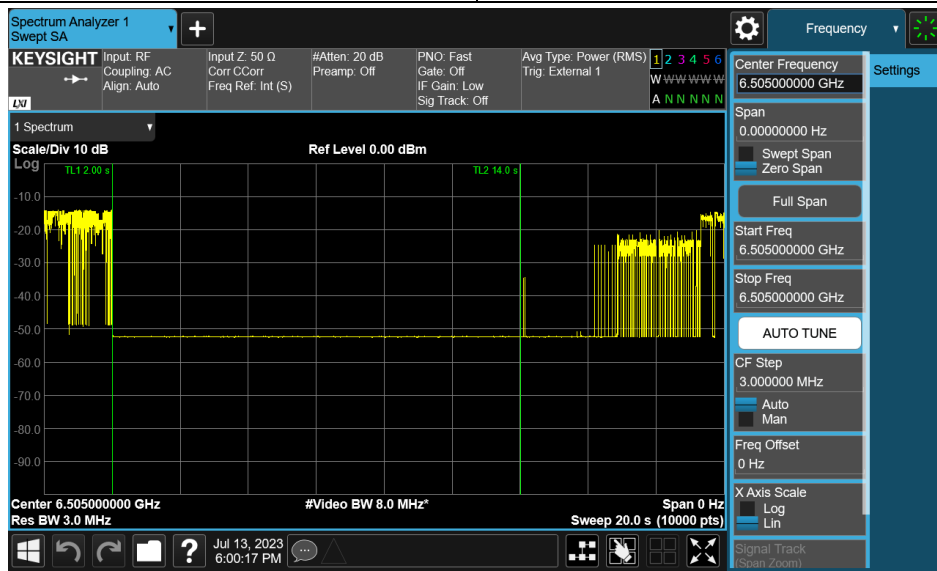 Spectrum Analyzer 1
Swept SA
Frequency
KEYSIGHT
LXI
Input: RF
Coupling: AC
Align: Auto
Input Z: 50 Ω
Corr CCorr
Freq Ref: Int (S)
#Atten: 20 dB
Preamp: Off
PNO: Fast
Gate: Off
IF Gain: Low
Sig Track: Off
Avg Type: Power (RMS)
Trig: External 1
1 2 3 4 5 6
W W W W W W
A N N N N N
1 Spectrum
Scale/Div 10 dB
Ref Level 0.00 dBm
Log
TL1 2.00 s
TL2 14.0 s
-10.0
-20.0
-30.0
-40.0
-50.0
-60.0
-70.0
-80.0
-90.0
Center 6.505000000 GHz
Res BW 3.0 MHz
#Video BW 8.0 MHz*
Span 0 Hz
Sweep 20.0 s (10000 pts)
Center Frequency
6.505000000 GHz
Settings
Span
0.00000000 Hz
Swept Span
Zero Span
Full Span
Start Freq
6.505000000 GHz
Stop Freq
6.505000000 GHz
AUTO TUNE
CF Step
3.000000 MHz
Auto
Man
Freq Offset
0 Hz
X Axis Scale
Log
Lin
Signal Track
(Span Zoom)
?
Jul 13, 2023
6:00:17 PM